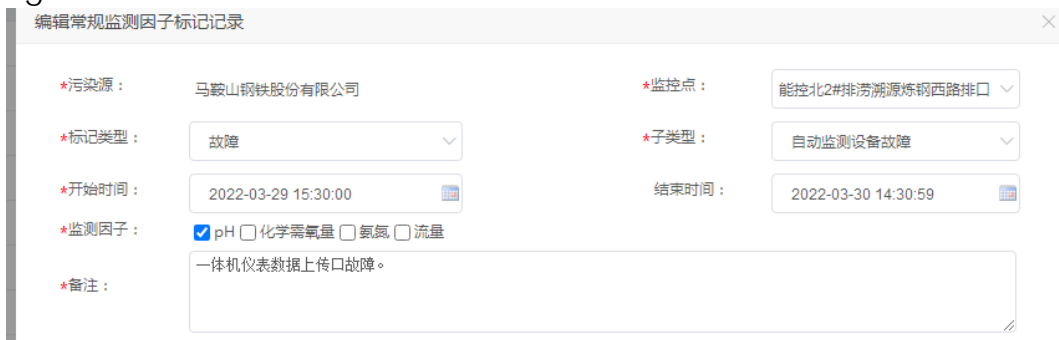 编辑常规监测因子标记记录
*污染源： 马鞍山钢铁股份有限公司 *监控点： 能控北2#排涝溯源炼钢西路排口
*标记类型： 故障 *子类型： 自动监测设备故障
*开始时间： 2022-03-29 15:30:00 结束时间： 2022-03-30 14:30:59
*监测因子： pH 化学需氧量 氨氮 流量
*备注： 一体机仪表数据上传口故障。